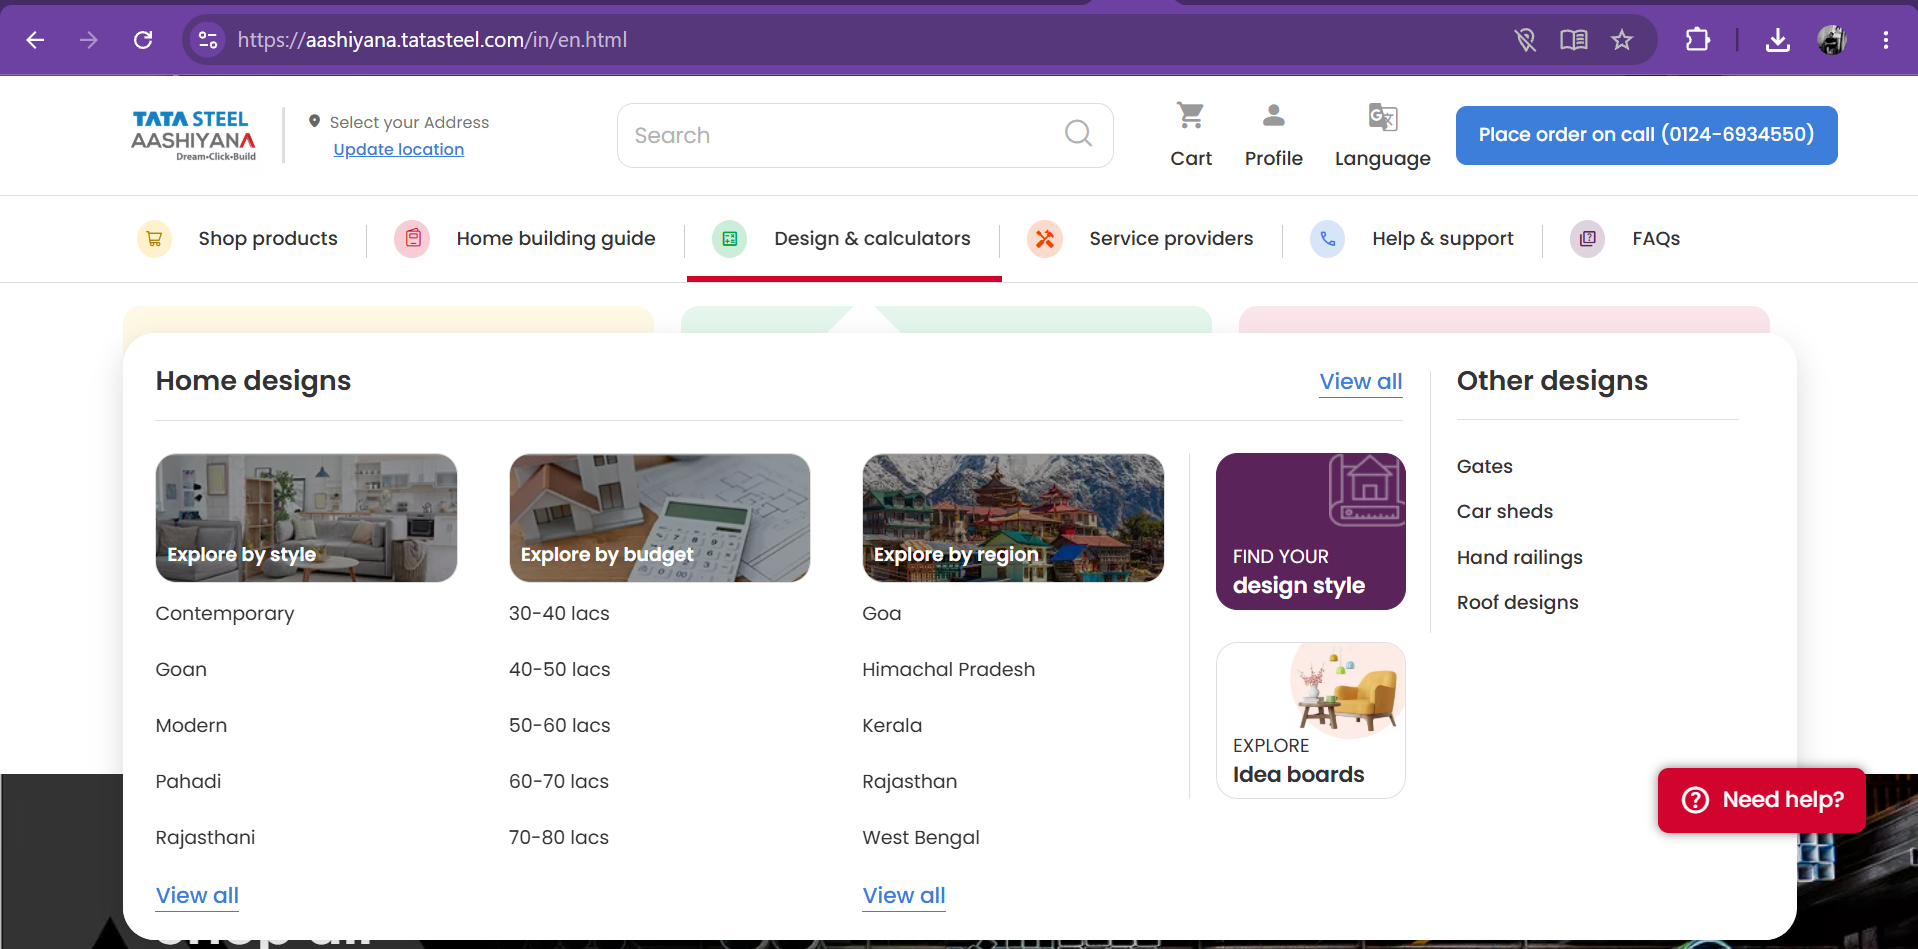 https://aashiyana.tatasteel.com/in/en.html
TATA STEEL
AASHIYANA
Dream•Click•Build
Select your Address
Update location
Search
Cart
Profile
Language
Place order on call (0124-6934550)
Shop products
Home building guide
Design & calculators
Service providers
Help & support
FAQs
Home designs
View all
Explore by style
Contemporary
Goan
Modern
Pahadi
Rajasthani
View all
Explore by budget
30-40 lacs
40-50 lacs
50-60 lacs
60-70 lacs
70-80 lacs
Explore by region
Goa
Himachal Pradesh
Kerala
Rajasthan
West Bengal
View all
FIND YOUR
design style
EXPLORE
Idea boards
Other designs
Gates
Car sheds
Hand railings
Roof designs
Need help?